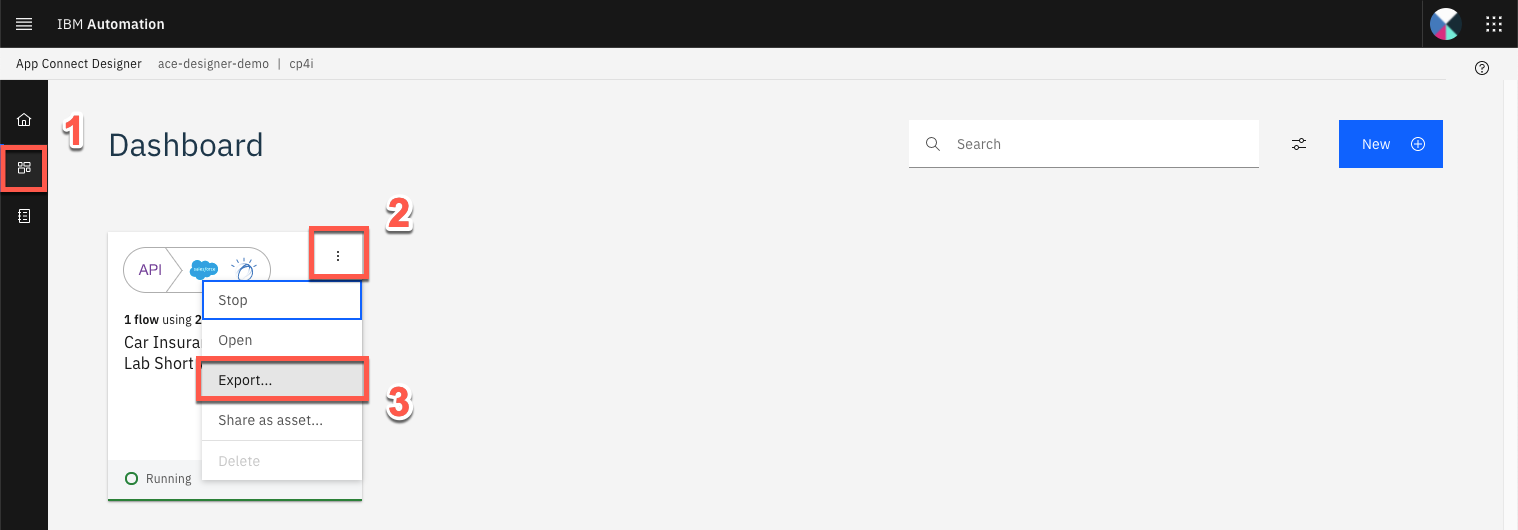 IBM Automation
App Connect Designer ace-designer-demo | cp4i
1
Dashboard
Search
New
2
API
salesforce
Stop
1 flow using 2
Open
Car Insura
Lab Short
Export...
3
Share as asset...
Delete
Running